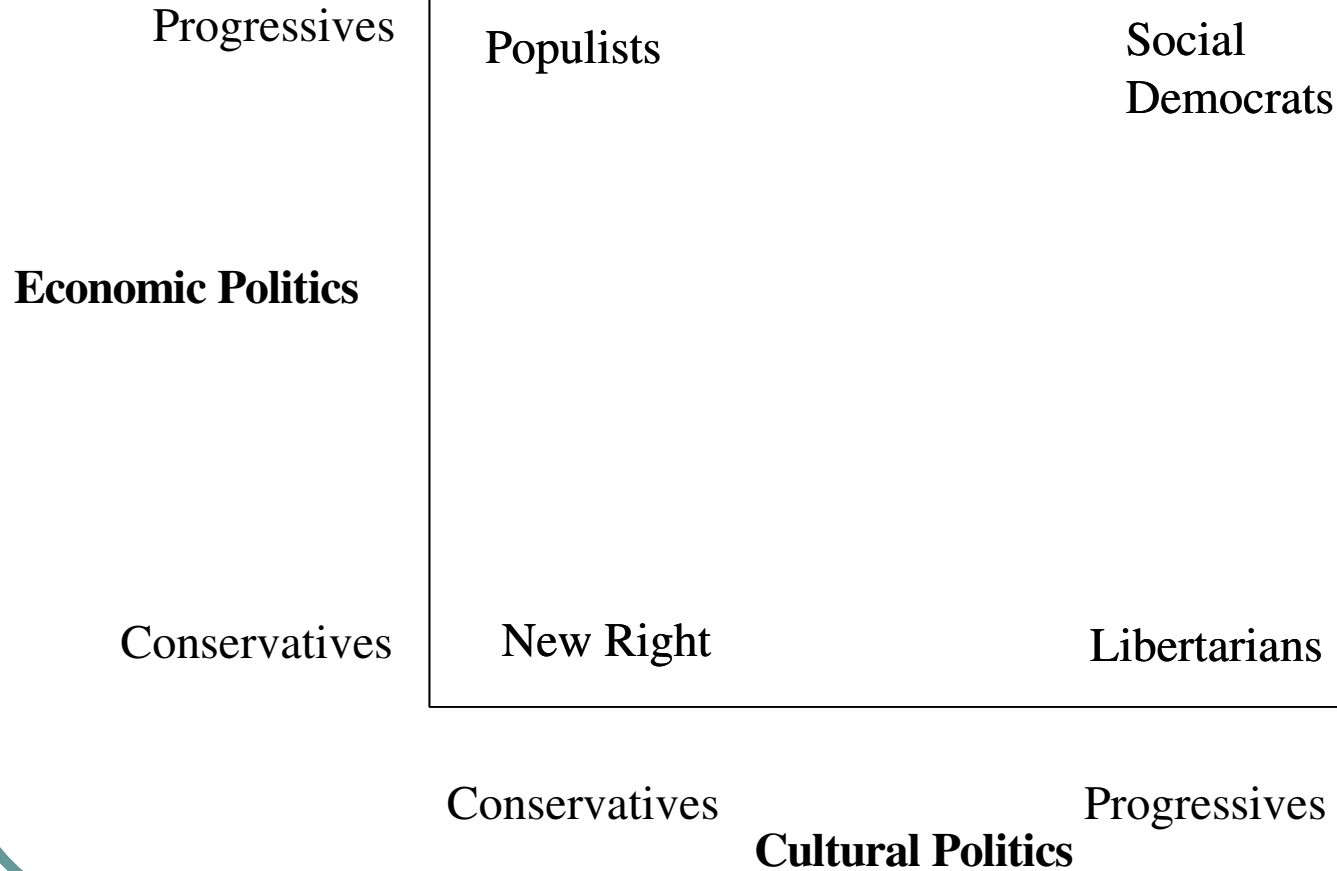 Progressives
Populists
Social
Democrats
Economic Politics
Conservatives
New Right
Libertarians
Conservatives
Progressives
Cultural Politics